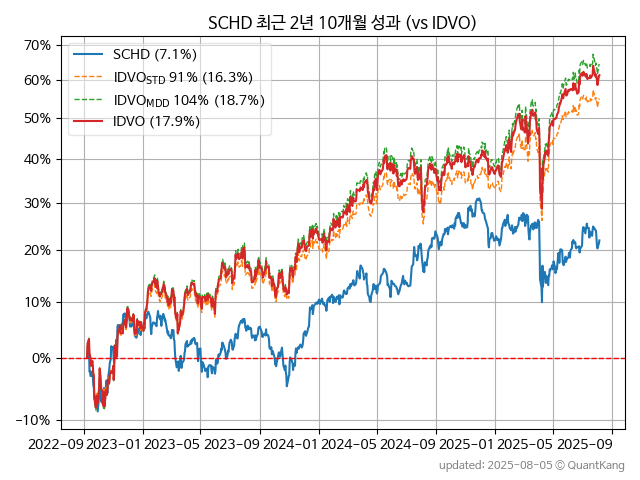 SCHD 최근 2년 10개월 성과 (vs IDVO)
SCHD (7.1%)
IDVO_STD 91% (16.3%)
IDVO_MDD 104% (18.7%)
IDVO (17.9%)
70%
60%
50%
40%
30%
20%
10%
0%
−10%
2022-09 2023-01 2023-05 2023-09 2024-01 2024-05 2024-09 2025-01 2025-05 2025-09
updated: 2025-08-05 © QuantKang